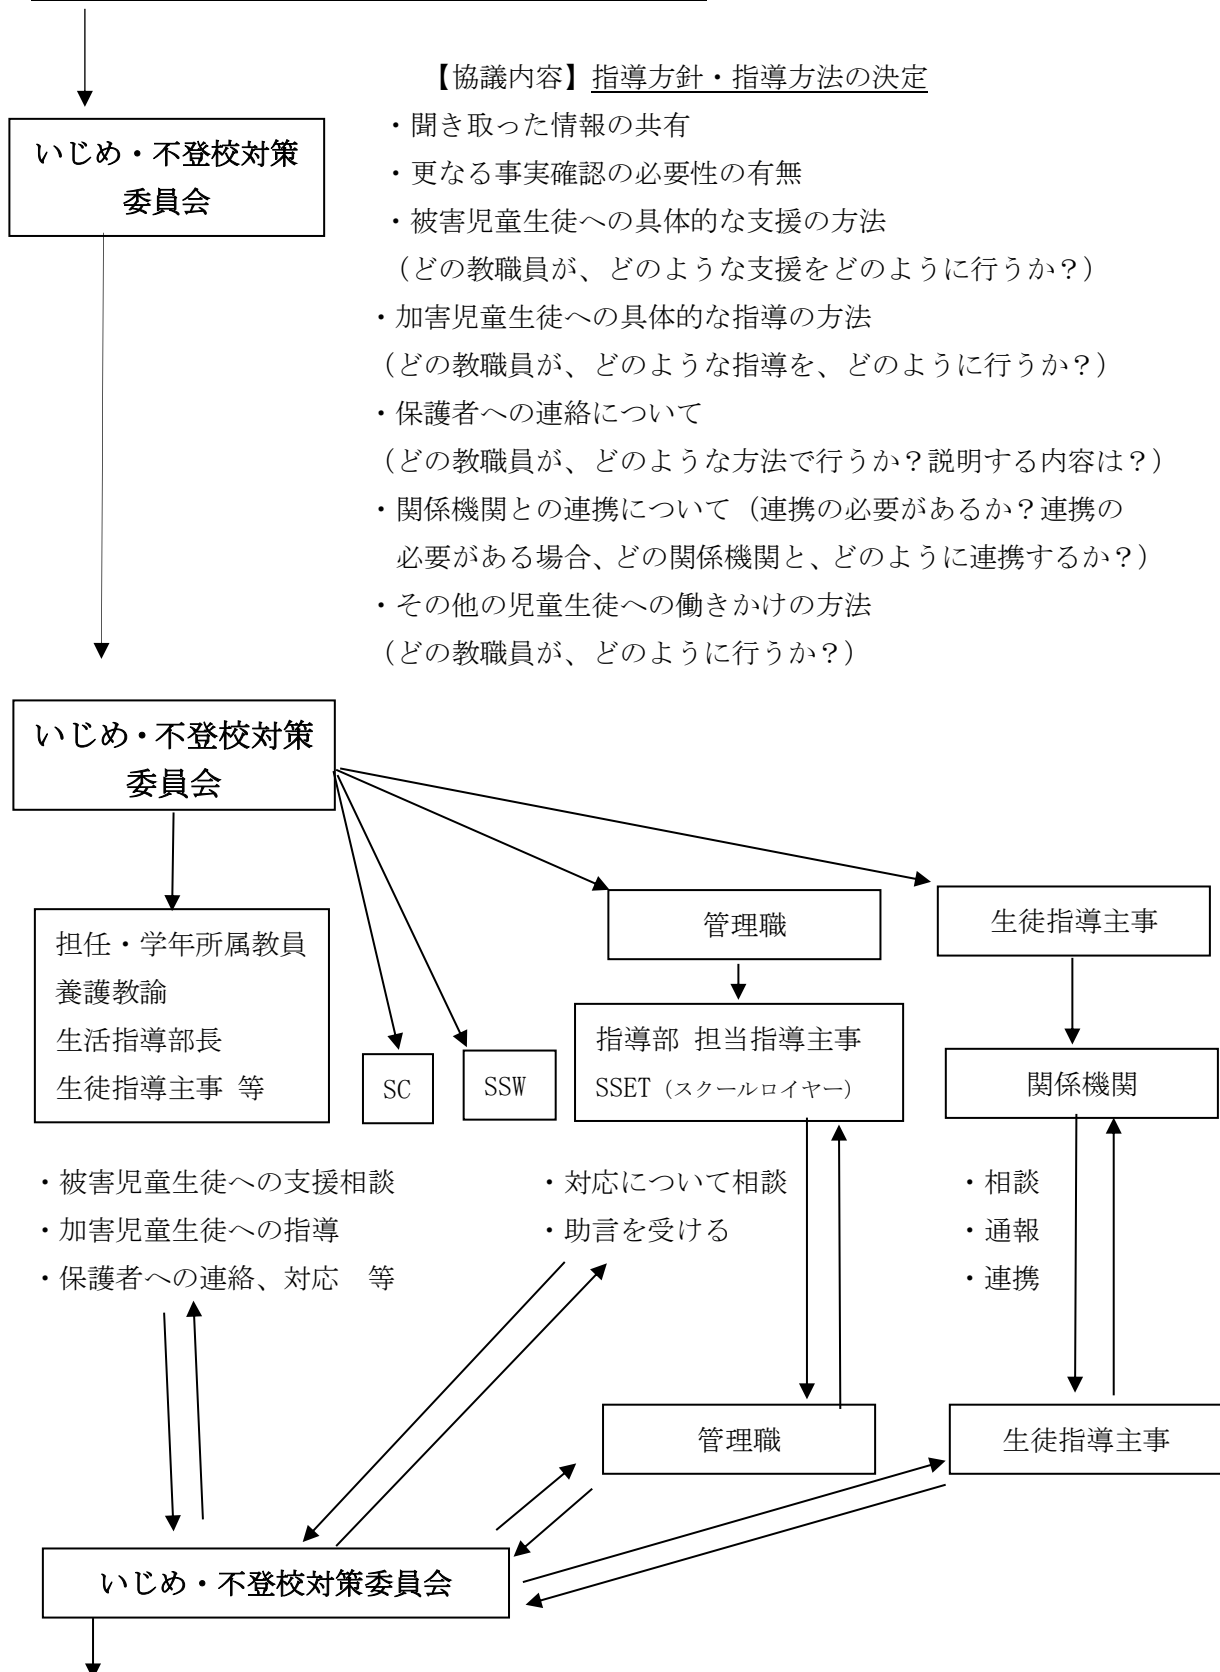 【協議内容】指導方針・指導方法の決定
・聞き取った情報の共有
・更なる事実確認の必要性の有無
・被害児童生徒への具体的な支援の方法
（どの教職員が、どのような支援をどのように行うか？）
・加害児童生徒への具体的な指導の方法
（どの教職員が、どのような指導を、どのように行うか？）
・保護者への連絡について
（どの教職員が、どのような方法で行うか？説明する内容は？）
・関係機関との連携について（連携の必要があるか？連携の
必要がある場合、どの関係機関と、どのように連携するか？）
・その他の児童生徒への働きかけの方法
（どの教職員が、どのように行うか？）
いじめ・不登校対策
委員会
いじめ・不登校対策
委員会
担任・学年所属教員
養護教諭
生活指導部長
生徒指導主事 等
SC
SSW
管理職
指導部 担当指導主事
SSET（スクールロイヤー）
生徒指導主事
関係機関
・被害児童生徒への支援相談
・加害児童生徒への指導
・保護者への連絡、対応　等
・対応について相談
・助言を受ける
・相談
・通報
・連携
管理職
生徒指導主事
いじめ・不登校対策委員会